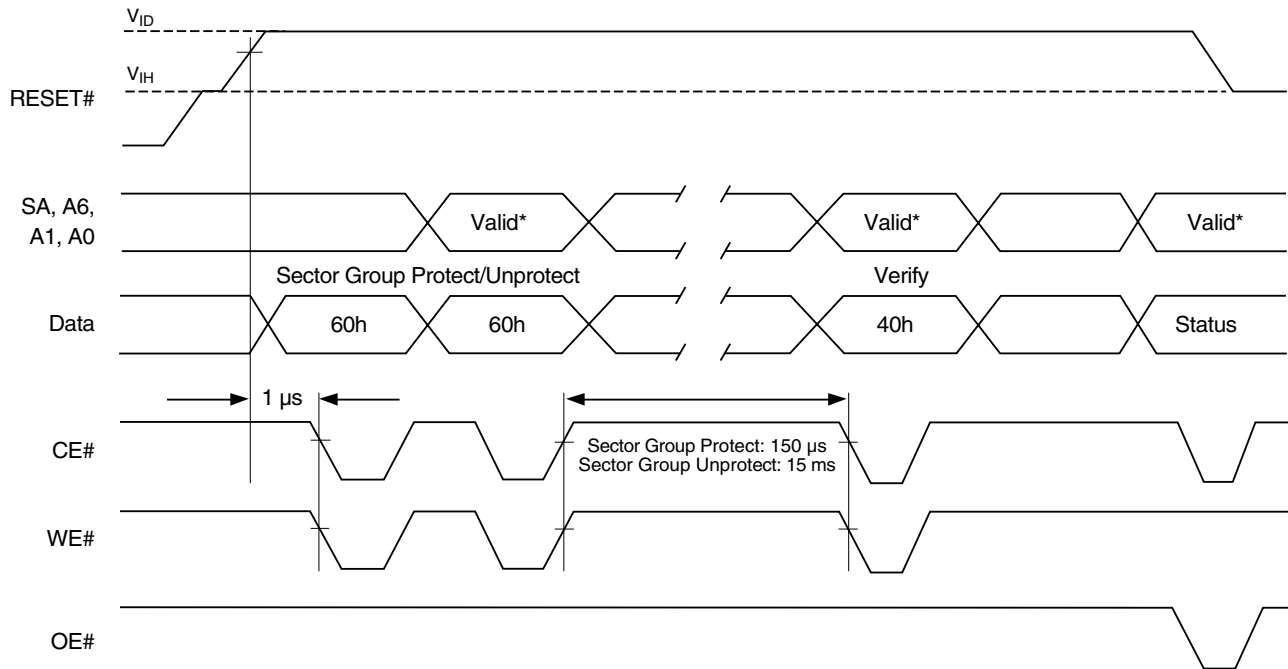 VID
VIH
RESET#
SA, A6,
A1, A0
Valid*
Valid*
Valid*
Sector Group Protect/Unprotect
Verify
Data
60h
60h
40h
Status
1 µs
CE#
Sector Group Protect: 150 µs
Sector Group Unprotect: 15 ms
WE#
OE#